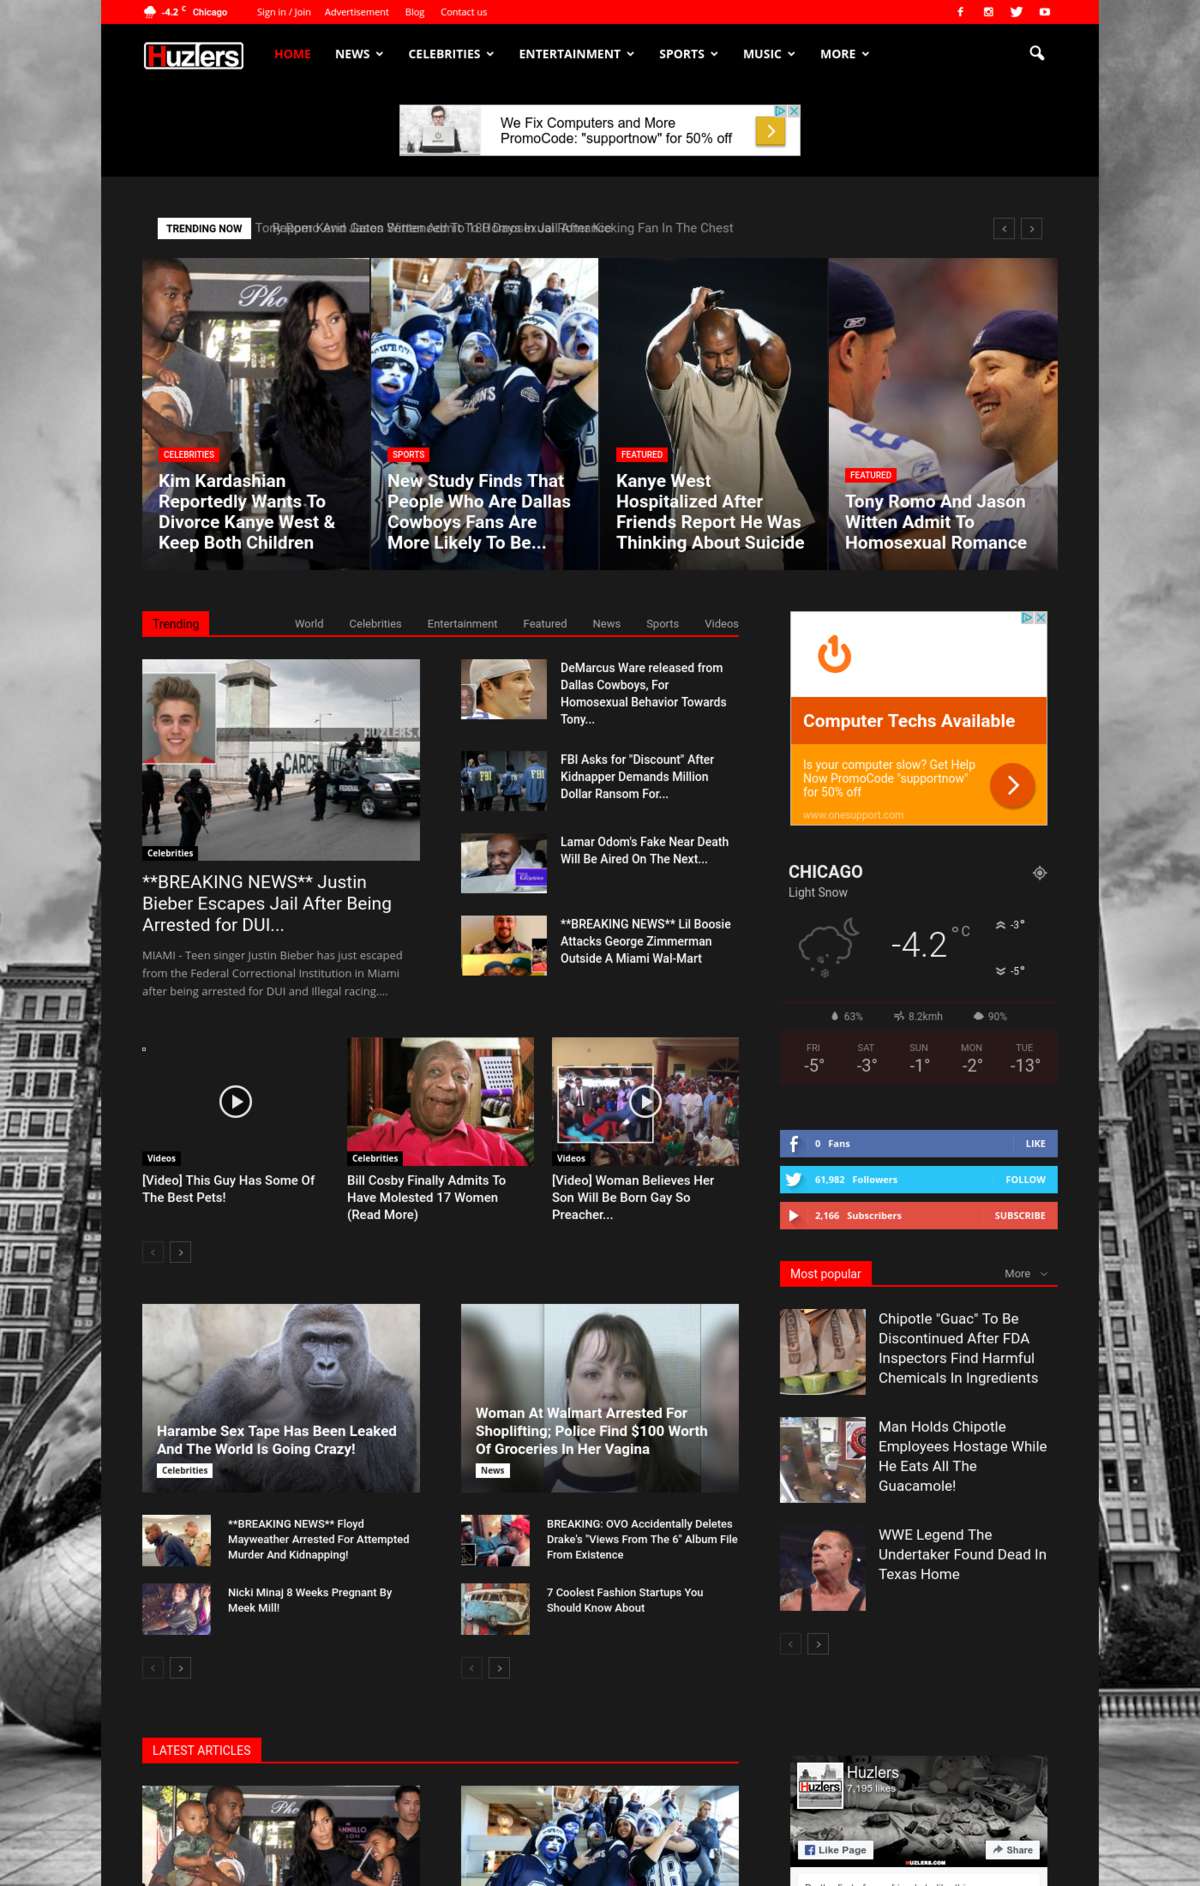 -4.2 C Chicago Sign in / Join Advertisement Blog Contact us
Huzlers HOME NEWS CELEBRITIES ENTERTAINMENT SPORTS MUSIC MORE
We Fix Computers and More
PromoCode: "supportnow" for 50% off
TRENDING NOW
Pho
CELEBRITIES
Kim Kardashian
Reportedly Wants To
Divorce Kanye West &
Keep Both Children
SPORTS
New Study Finds That
People Who Are Dallas
Cowboys Fans Are
More Likely To Be...
FEATURED
Kanye West
Hospitalized After
Friends Report He Was
Thinking About Suicide
FEATURED
Tony Romo And Jason
Witten Admit To
Homosexual Romance
Trending World Celebrities Entertainment Featured News Sports Videos
HUZLERS.C
CARCE
FEDERAL
Celebrities
**BREAKING NEWS** Justin
Bieber Escapes Jail After Being
Arrested for DUI...
MIAMI - Teen singer Justin Bieber has just escaped
from the Federal Correctional Institution in Miami
after being arrested for DUI and Illegal racing....
DeMarcus Ware released from
Dallas Cowboys, For
Homosexual Behavior Towards
Tony...
FBI FBI
FBI Asks for "Discount" After
Kidnapper Demands Million
Dollar Ransom For...
Lamar Odom's Fake Near Death
Will Be Aired On The Next...
**BREAKING NEWS** Lil Boosie
Attacks George Zimmerman
Outside A Miami Wal-Mart
Computer Techs Available
Is your computer slow? Get Help
Now PromoCode "supportnow"
for 50% off
www.onesupport.com
CHICAGO
Light Snow
-4.2 °C
-3°
-5°
63% 8.2kmh 90%
FRI SAT SUN MON TUE
-5° -3° -1° -2° -13°
Videos
[Video] This Guy Has Some Of
The Best Pets!
Celebrities
Bill Cosby Finally Admits To
Have Molested 17 Women
(Read More)
Videos
[Video] Woman Believes Her
Son Will Be Born Gay So
Preacher...
0 Fans LIKE
61,982 Followers FOLLOW
2,166 Subscribers SUBSCRIBE
Most popular More
Chipotle "Guac" To Be
Discontinued After FDA
Inspectors Find Harmful
Chemicals In Ingredients
Man Holds Chipotle
Employees Hostage While
He Eats All The
Guacamole!
WWE Legend The
Undertaker Found Dead In
Texas Home
Harambe Sex Tape Has Been Leaked
And The World Is Going Crazy!
Celebrities
Woman At Walmart Arrested For
Shoplifting; Police Find $100 Worth
Of Groceries In Her Vagina
News
**BREAKING NEWS** Floyd
Mayweather Arrested For Attempted
Murder And Kidnapping!
Nicki Minaj 8 Weeks Pregnant By
Meek Mill!
BREAKING: OVO Accidentally Deletes
Drake's "Views From The 6" Album File
From Existence
7 Coolest Fashion Startups You
Should Know About
LATEST ARTICLES
Pho
Huzlers
Huzlers
7,195 likes
Like Page Share
HUZLERS.COM